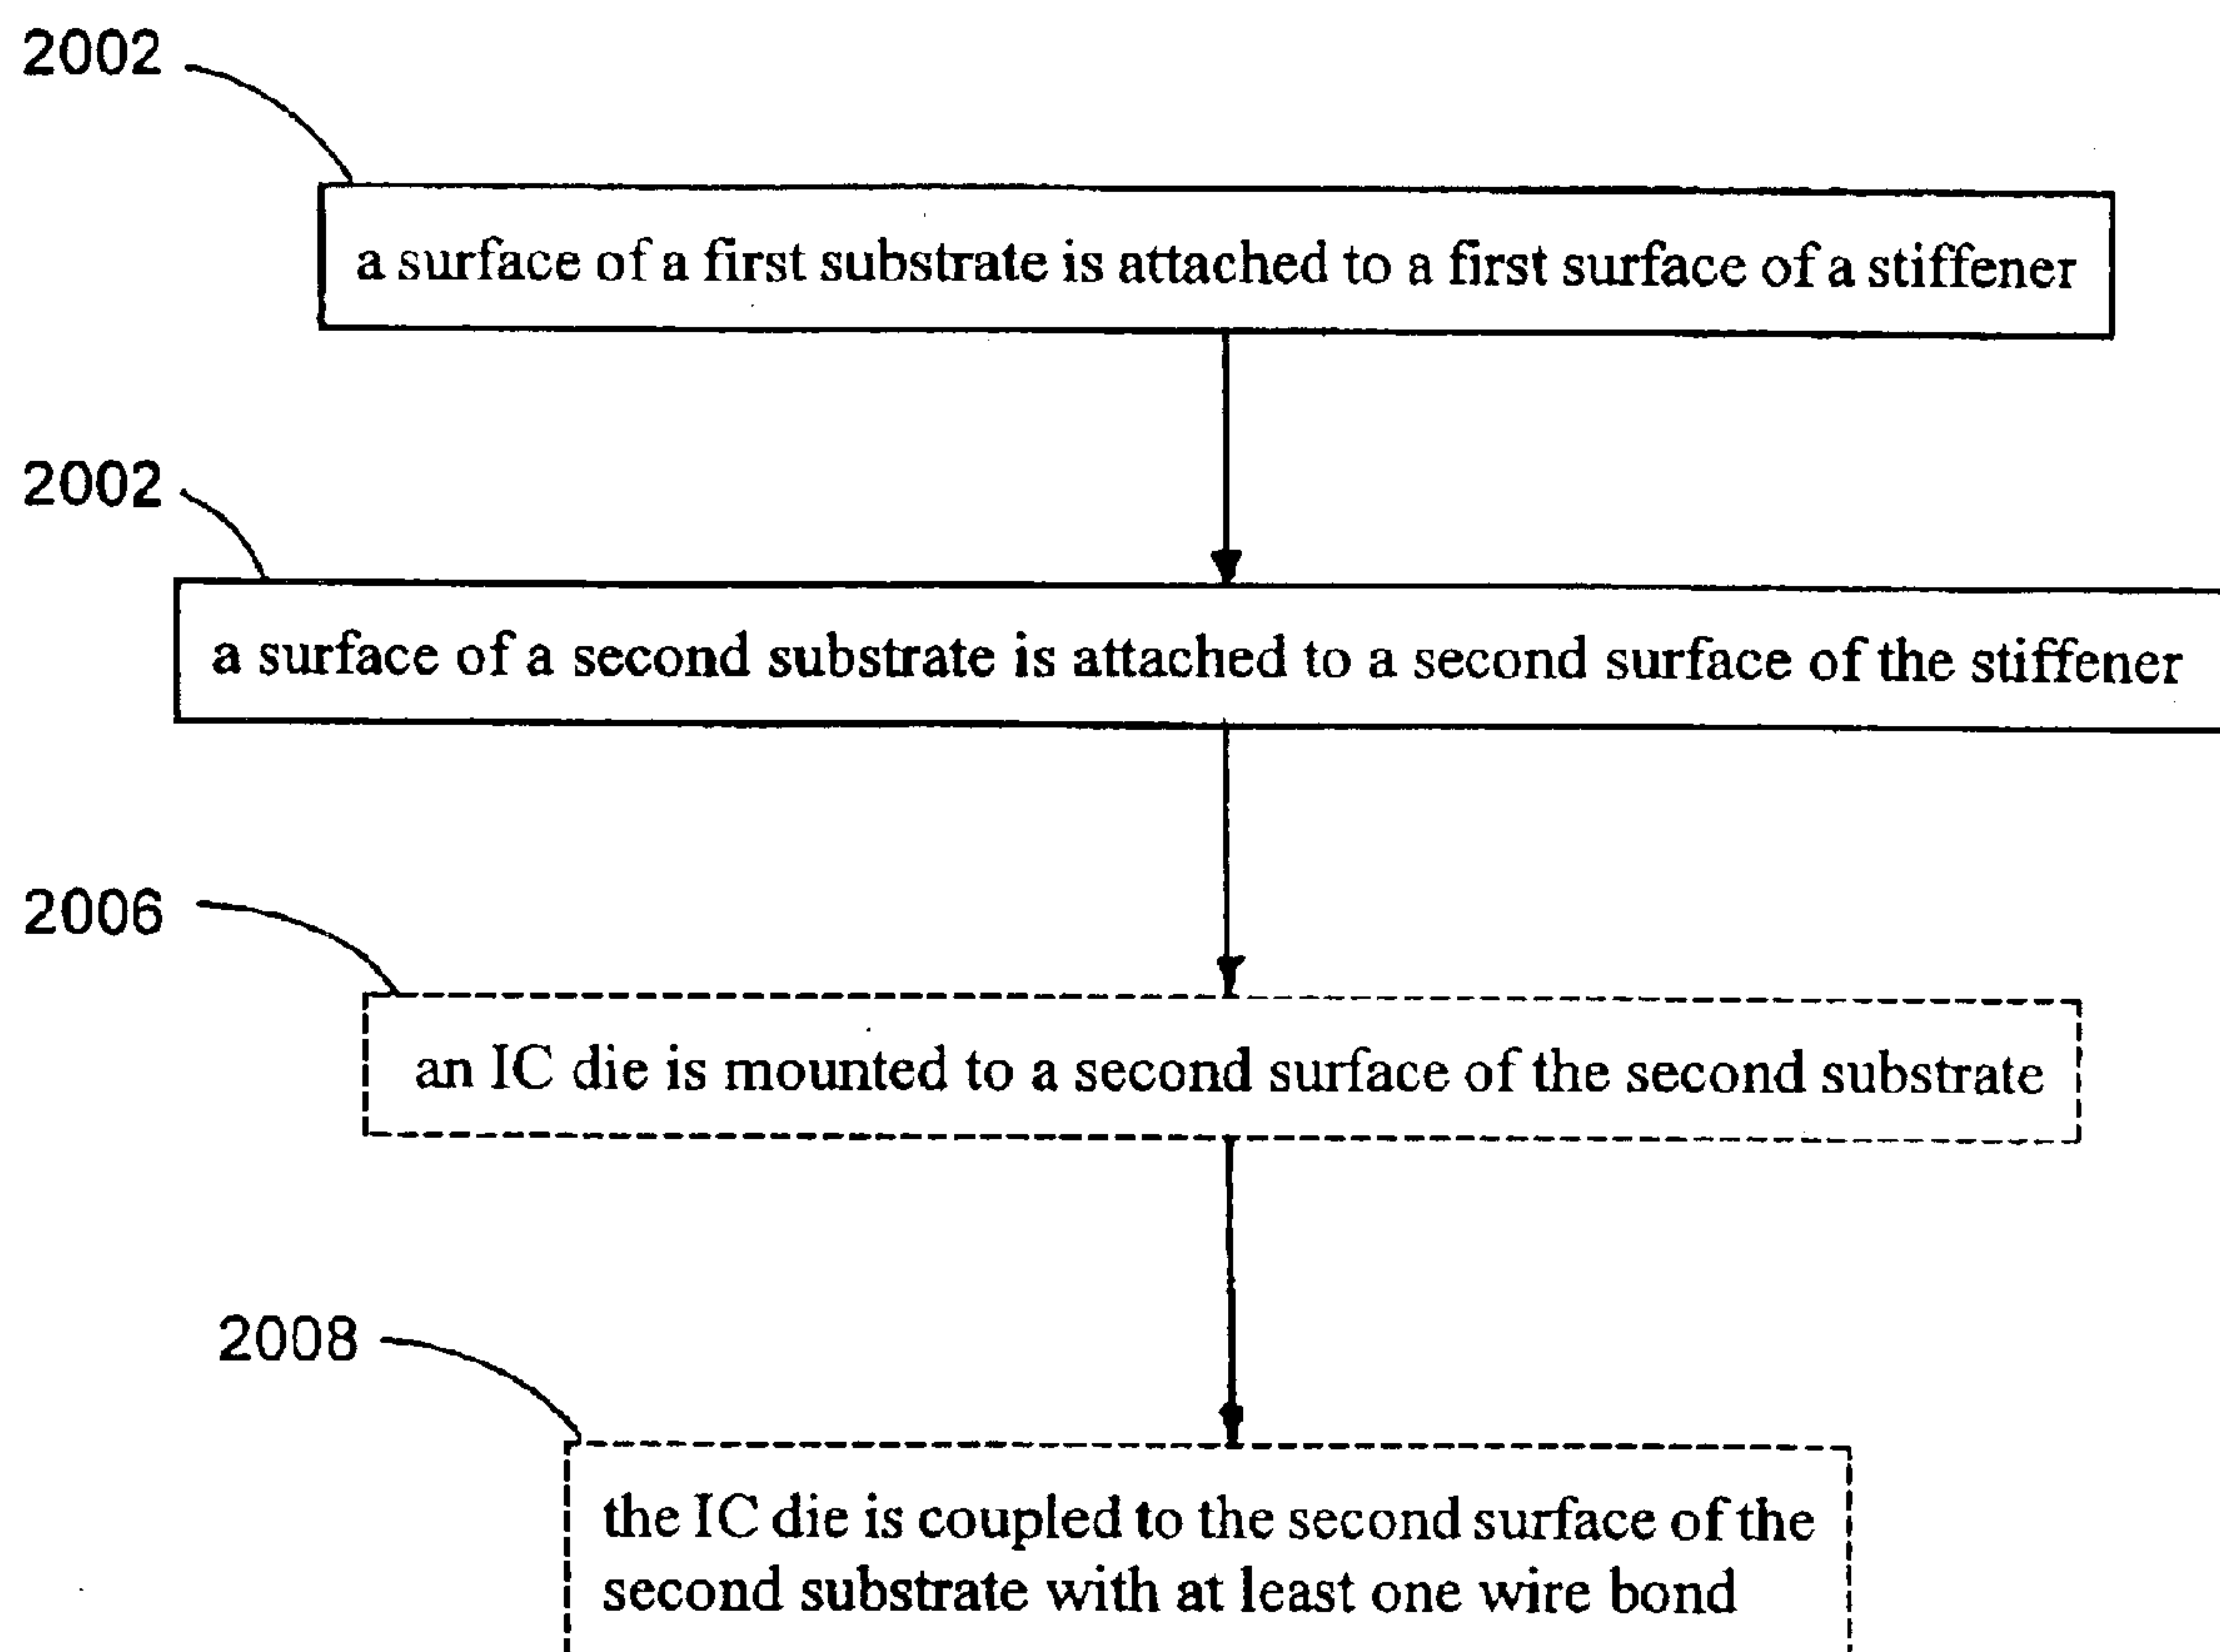 2002
a surface of a first substrate is attached to a first surface of a stiffener
2002
a surface of a second substrate is attached to a second surface of the stiffener
2006
an IC die is mounted to a second surface of the second substrate
2008
the IC die is coupled to the second surface of the
second substrate with at least one wire bond